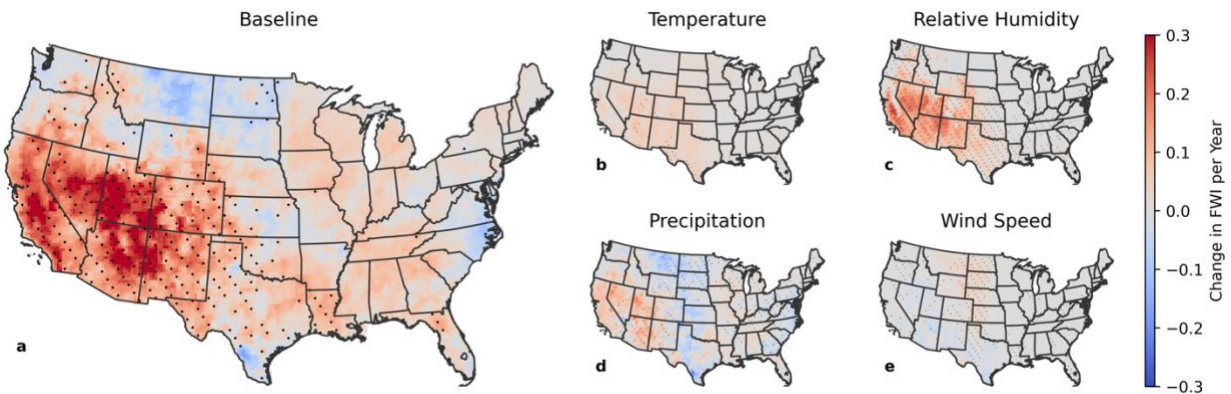 Baseline
Temperature
Relative Humidity
a
b
c
Precipitation
Wind Speed
d
e
0.3
0.2
0.1
0.0
−0.1
−0.2
−0.3
Change in FWI per Year